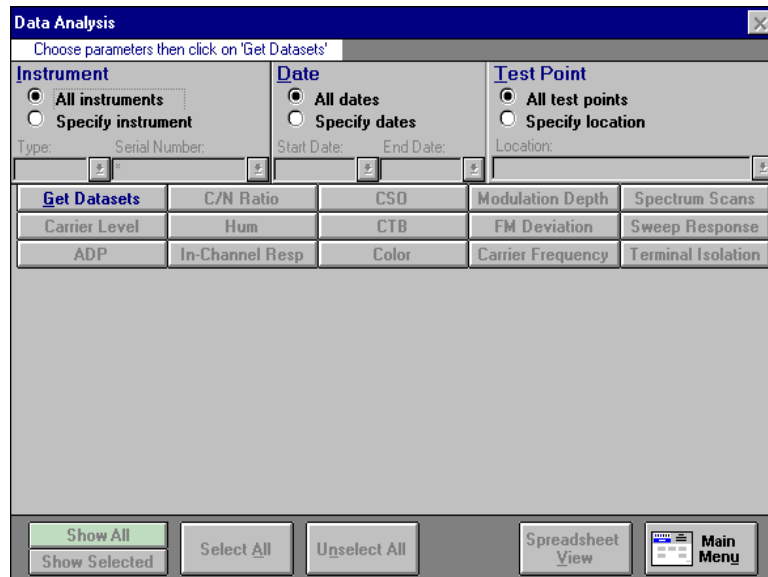 Data Analysis
Choose parameters then click on 'Get Datasets'
Instrument Date Test Point
All instruments All dates All test points
Specify instrument Specify dates Specify location
Type: Serial Number: Start Date: End Date: Location:
*
Get Datasets C/N Ratio CSO Modulation Depth Spectrum Scans
Carrier Level Hum CTB FM Deviation Sweep Response
ADP In-Channel Resp Color Carrier Frequency Terminal Isolation
Show All Select All Unselect All Spreadsheet View Main Menu
Show Selected